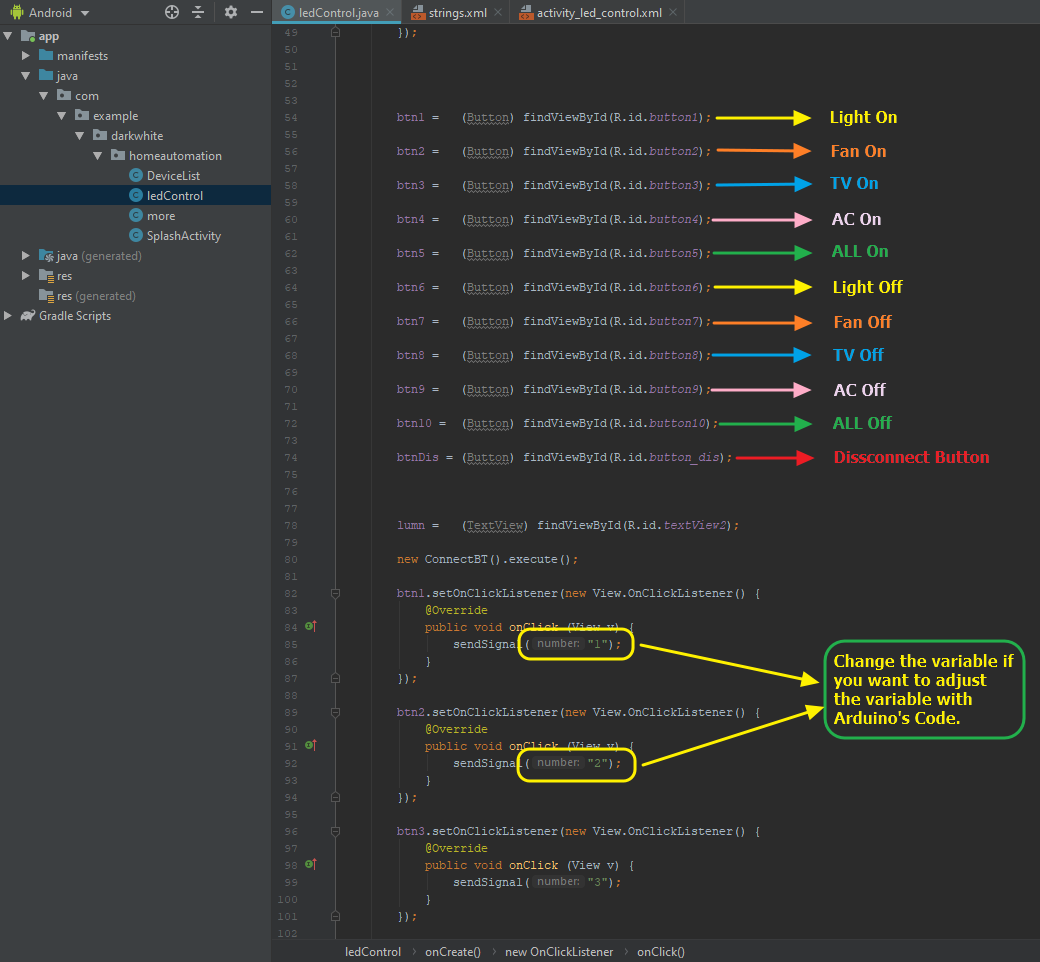 Android
ledControl.java
strings.xml
activity_led_control.xml
app
manifests
java
com
example
darkwhite
homeautomation
DeviceList
ledControl
more
SplashActivity
java (generated)
res
res (generated)
Gradle Scripts
49 });
50
51
52
53
54 btn1 = (Button) findViewById(R.id.button1); Light On
55
56 btn2 = (Button) findViewById(R.id.button2); Fan On
57
58 btn3 = (Button) findViewById(R.id.button3); TV On
59
60 btn4 = (Button) findViewById(R.id.button4); AC On
61
62 btn5 = (Button) findViewById(R.id.button5); ALL On
63
64 btn6 = (Button) findViewById(R.id.button6); Light Off
65
66 btn7 = (Button) findViewById(R.id.button7); Fan Off
67
68 btn8 = (Button) findViewById(R.id.button8); TV Off
69
70 btn9 = (Button) findViewById(R.id.button9); AC Off
71
72 btn10 = (Button) findViewById(R.id.button10); ALL Off
73
74 btnDis = (Button) findViewById(R.id.button_dis); Dissconnect Button
75
76
77
78 lumn = (TextView) findViewById(R.id.textView2);
79
80 new ConnectBT().execute();
81
82 btn1.setOnClickListener(new View.OnClickListener() {
83 @Override
84 public void onClick (View v) {
85 sendSignal( number: "1");
86 }
87 });
88
89 btn2.setOnClickListener(new View.OnClickListener() {
90 @Override
91 public void onClick (View v) {
92 sendSignal( number: "2");
93 }
94 });
95
96 btn3.setOnClickListener(new View.OnClickListener() {
97 @Override
98 public void onClick (View v) {
99 sendSignal( number: "3");
100 }
101 });
102
Change the variable if
you want to adjust
the variable with
Arduino's Code.
ledControl › onCreate() › new OnClickListener › onClick()